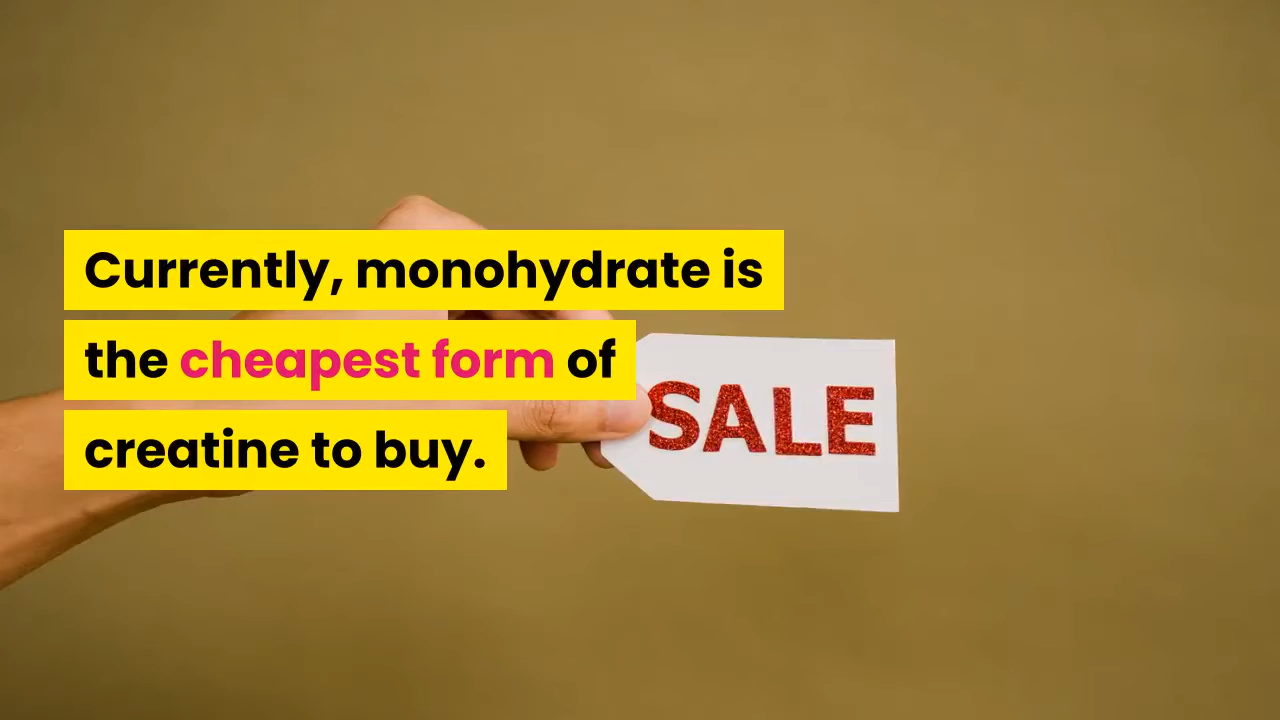 Currently, monohydrate is
the cheapest form of
creatine to buy.
SALE